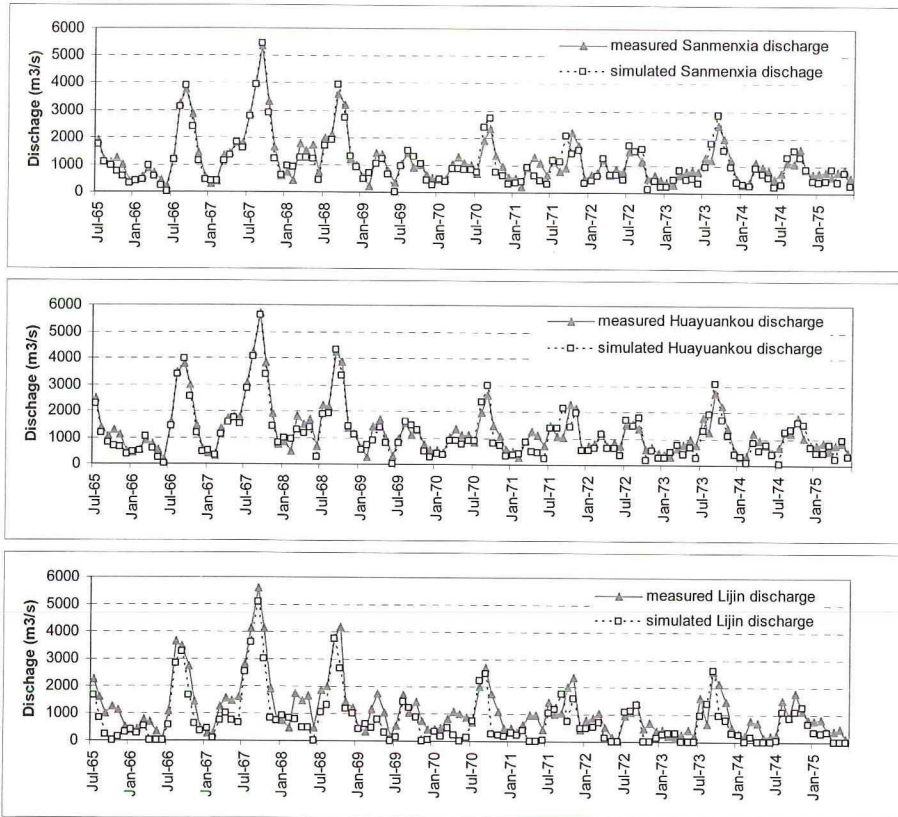 Dischage (m3/s)
6000
5000
4000
3000
2000
1000
0
measured Sanmenxia discharge
simulated Sanmenxia dischage
Jul-65
Jan-66
Jul-66
Jan-67
Jul-67
Jan-68
Jul-68
Jan-69
Jul-69
Jan-70
Jul-70
Jan-71
Jul-71
Jan-72
Jul-72
Jan-73
Jul-73
Jan-74
Jul-74
Jan-75
Discharge (m3/s)
6000
5000
4000
3000
2000
1000
0
measured Huayuankou discharge
simulated Huayuankou discharge
Jul-65
Jan-66
Jul-66
Jan-67
Jul-67
Jan-68
Jul-68
Jan-69
Jul-69
Jan-70
Jul-70
Jan-71
Jul-71
Jan-72
Jul-72
Jan-73
Jul-73
Jan-74
Jul-74
Jan-75
Discharge (m3/s)
6000
5000
4000
3000
2000
1000
0
measured Lijin discharge
simulated Lijin discharge
Jul-65
Jan-66
Jul-66
Jan-67
Jul-67
Jan-68
Jul-68
Jan-69
Jul-69
Jan-70
Jul-70
Jan-71
Jul-71
Jan-72
Jul-72
Jan-73
Jul-73
Jan-74
Jul-74
Jan-75